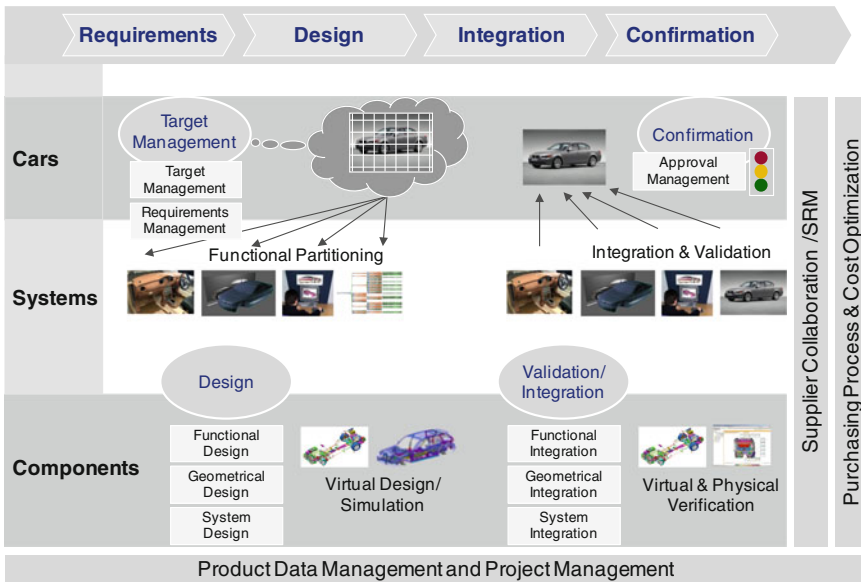 Requirements
Design
Integration
Confirmation
Cars
Target
Management
Target
Management
Requirements
Management
Confirmation
Approval
Management
Systems
Functional Partitioning
Integration & Validation
Components
Design
Functional
Design
Geometrical
Design
System
Design
Virtual Design/
Simulation
Validation/
Integration
Functional
Integration
Geometrical
Integration
System
Integration
Virtual & Physical
Verification
Supplier Collaboration /SRM
Purchasing Process & Cost Optimization
Product Data Management and Project Management